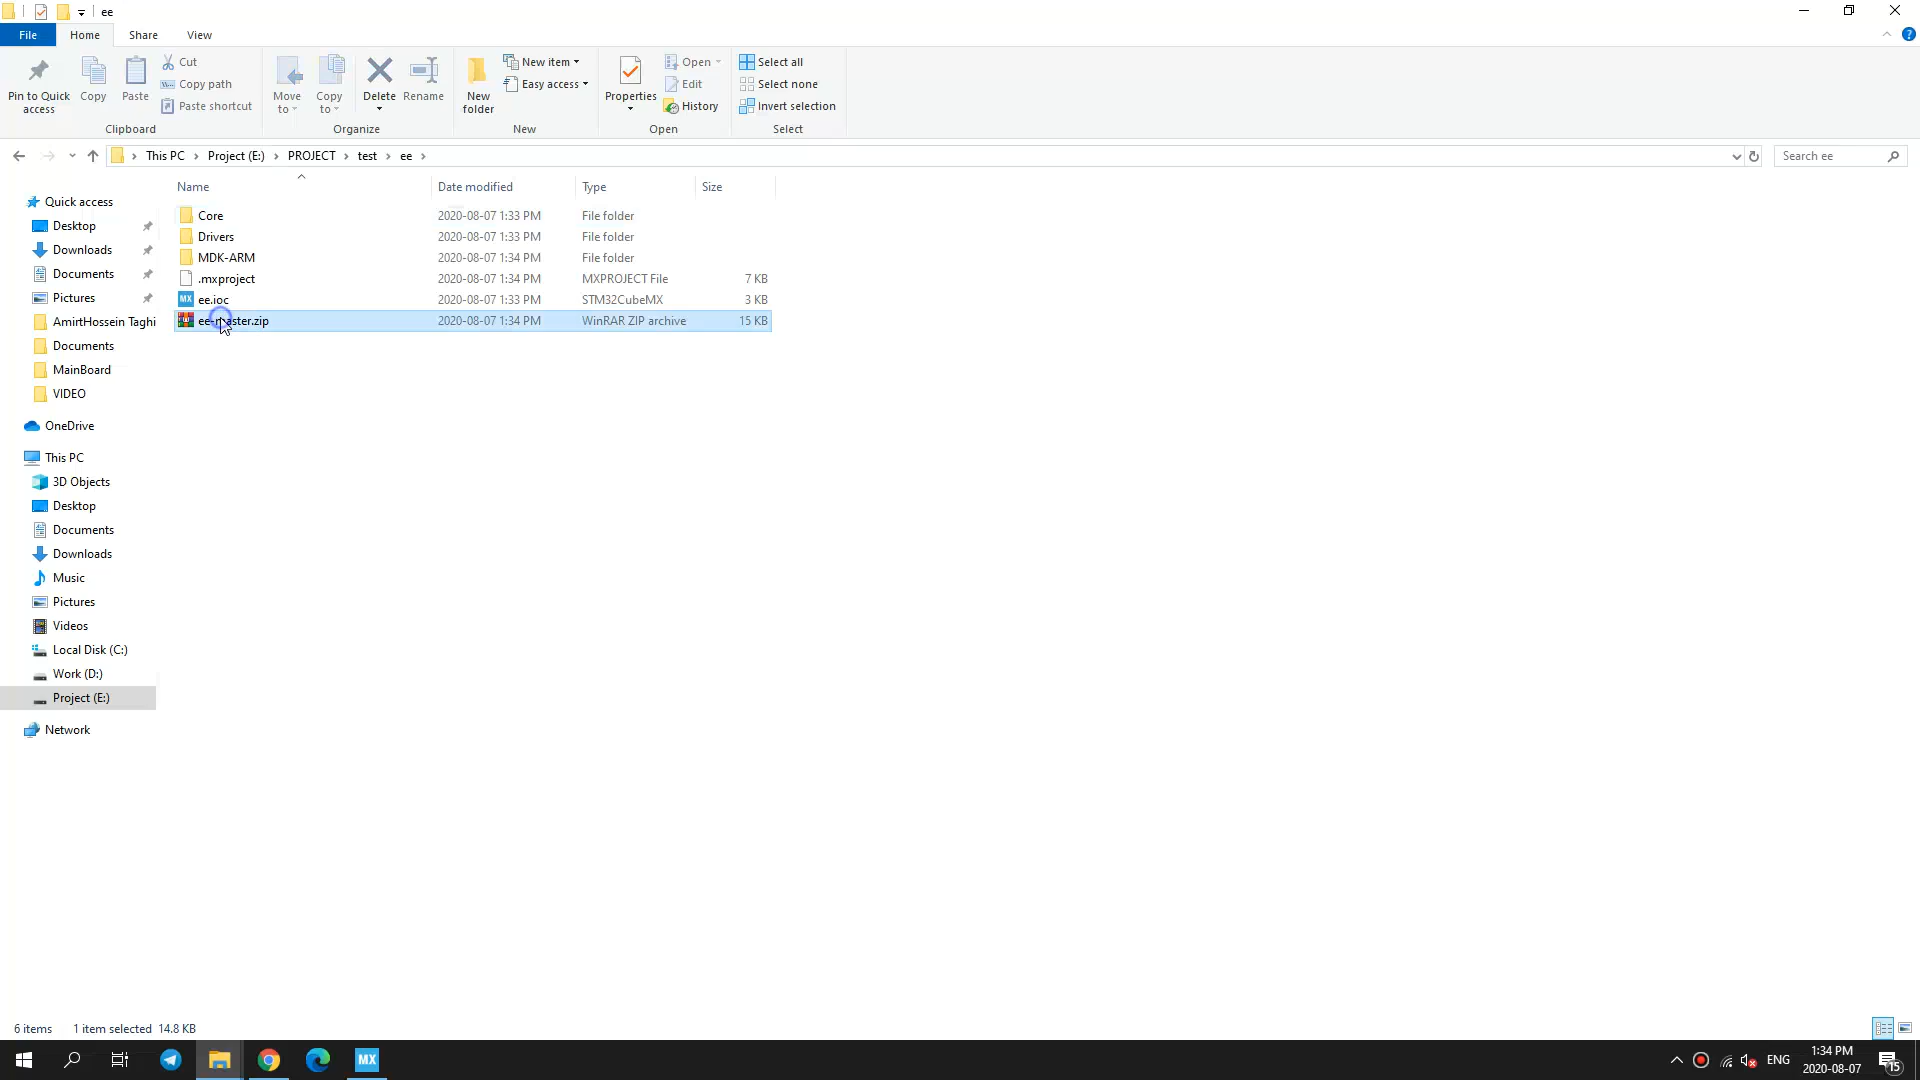 ee
File Home Share View
Pin to Quick access
Copy
Paste
Cut
Copy path
Paste shortcut
Clipboard
Move to
Copy to
Delete
Rename
Organize
New folder
New item
Easy access
New
Properties
Open
Edit
History
Open
Select all
Select none
Invert selection
Select
This PC > Project (E:) > PROJECT > test > ee >
Search ee
Name Date modified Type Size
Core 2020-08-07 1:33 PM File folder
Drivers 2020-08-07 1:33 PM File folder
MDK-ARM 2020-08-07 1:34 PM File folder
.mxproject 2020-08-07 1:34 PM MXPROJECT File 7 KB
MX ee.ioc 2020-08-07 1:33 PM STM32CubeMX 3 KB
ee-master.zip 2020-08-07 1:34 PM WinRAR ZIP archive 15 KB
Quick access
Desktop
Downloads
Documents
Pictures
AmirtHossein Taghi
Documents
MainBoard
VIDEO
OneDrive
This PC
3D Objects
Desktop
Documents
Downloads
Music
Pictures
Videos
Local Disk (C:)
Work (D:)
Project (E:)
Network
6 items 1 item selected 14.8 KB
MX
ENG
1:34 PM
2020-08-07
15